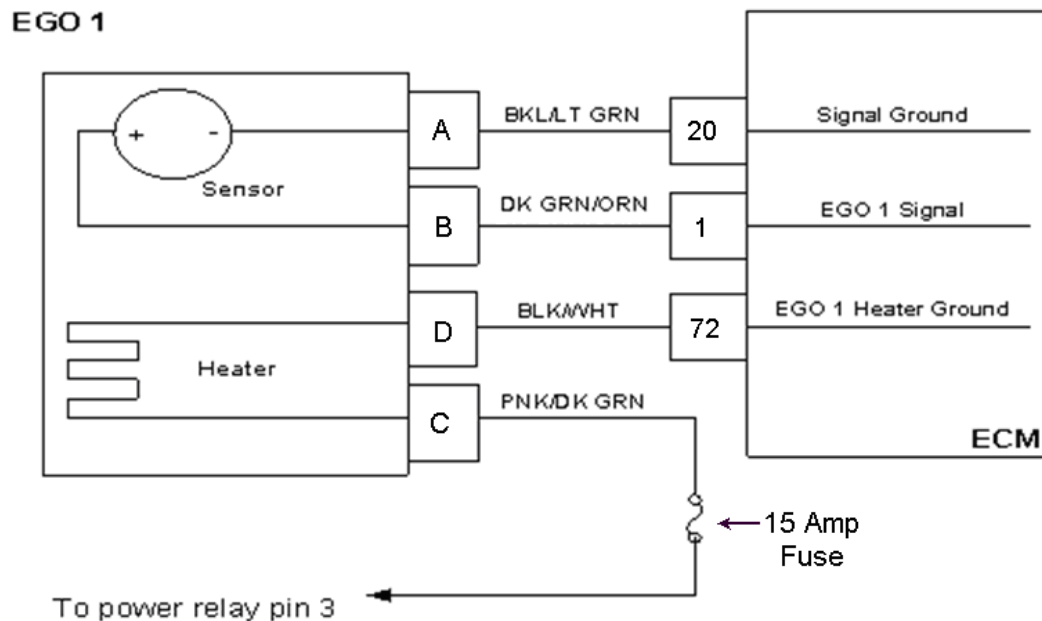 EGO 1
+ -
Sensor
Heater
A
B
D
C
BKL/LT GRN
DK GRN/ORN
BLK/WHT
PNK/DK GRN
20
1
72
Signal Ground
EGO 1 Signal
EGO 1 Heater Ground
ECM
15 Amp
Fuse
To power relay pin 3